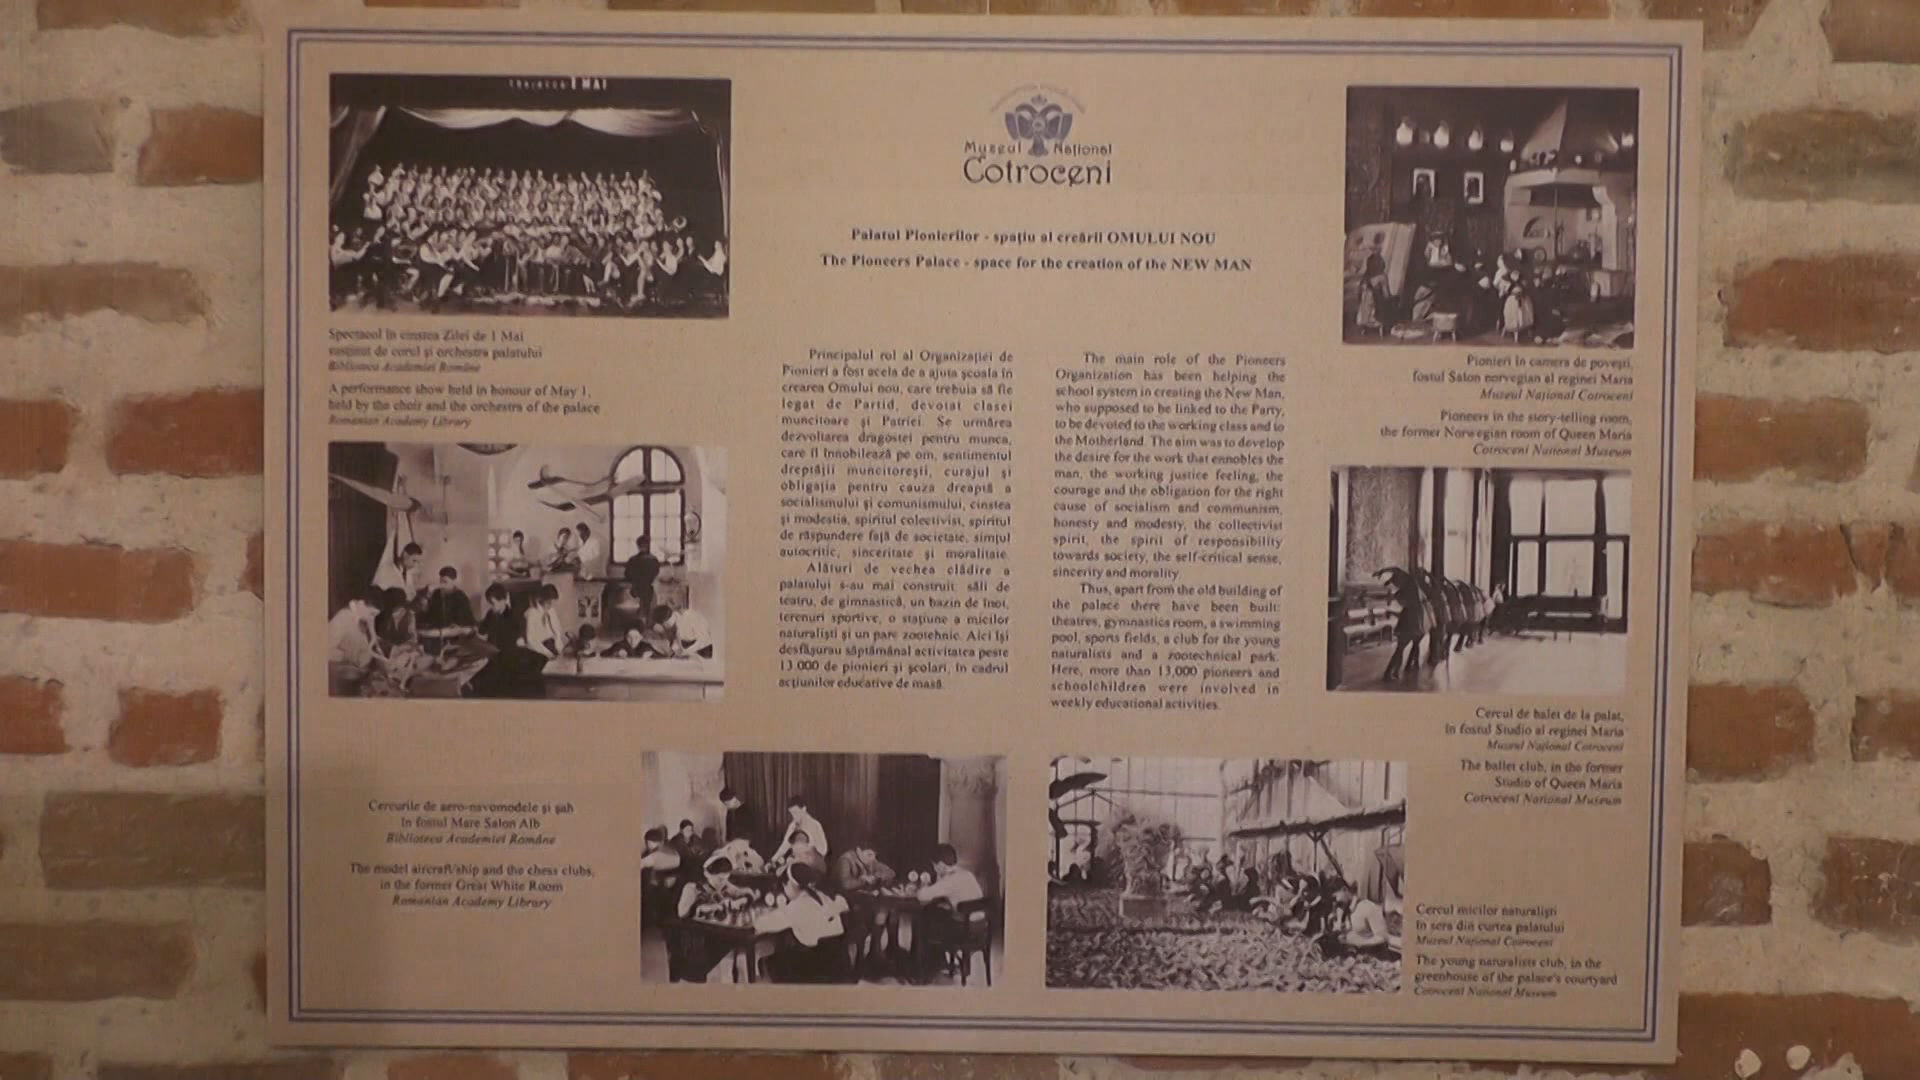 1 MAI
Muzeul Național
Cotroceni
Palatul Pionierilor - spațiu al creării OMULUI NOU
The Pioneers Palace - space for the creation of the NEW MAN
Spectacol în cinstea Zilei de 1 Mai
susținut de corul și orchestra palatului
Biblioteca Academiei Române
A performance show held in honour of May 1,
held by the choir and the orchestra of the palace
Romanian Academy Library
Principalul rol al Organizației de
Pionieri a fost acela de a ajuta școala în
crearea Omului nou, care trebuia să fie
legat de Partid, devotat clasei
muncitoare și Patriei. Se urmărea
dezvoltarea dragostei pentru munca,
care îl înnobilează pe om, sentimentul
dreptății muncitorești, curajul și
obligația pentru cauza dreaptă a
socialismului și comunismului, cinstea
și modestia, spiritul colectivist, spiritul
de răspundere față de societate, simțul
autocritic, sinceritate și moralitate.
Alături de vechea clădire a
palatului s-au mai construit: săli de
teatru, de gimnastică, un bazin de înot,
terenuri sportive, o stațiune a micilor
naturaliști și un parc zootehnic. Aici își
desfășurau săptămânal activitatea peste
13.000 de pionieri și școlari, în cadrul
acțiunilor educative de masă.
The main role of the Pioneers
Organization has been helping the
school system in creating the New Man,
who supposed to be linked to the Party,
to be devoted to the working class and to
the Motherland. The aim was to develop
the desire for the work that ennobles the
man, the working justice feeling, the
courage and the obligation for the right
cause of socialism and communism,
honesty and modesty, the collectivist
spirit, the spirit of responsibility
towards society, the self-critical sense,
sincerity and morality.
Thus, apart from the old building of
the palace there have been built:
theatres, gymnastics room, a swimming
pool, sports fields, a club for the young
naturalists and a zootechnical park.
Here, more than 13,000 pioneers and
schoolchildren were involved in
weekly educational activities.
Pionieri în camera de povești,
fostul Salon norvegian al reginei Maria
Muzeul Național Cotroceni
Pioneers in the story-telling room,
the former Norwegian room of Queen Maria
Cotroceni National Museum
Cercul de balet de la palat,
în fostul Studio al reginei Maria
Muzeul Național Cotroceni
The ballet club, in the former
Studio of Queen Maria
Cotroceni National Museum
Cercurile de aero-navomodele și șah
în fostul Mare Salon Alb
Biblioteca Academiei Române
The model aircraft/ship and the chess clubs,
in the former Great White Room
Romanian Academy Library
Cercul micilor naturaliști
în sera din curtea palatului
Muzeul Național Cotroceni
The young naturalists club, in the
greenhouse of the palace's courtyard
Cotroceni National Museum